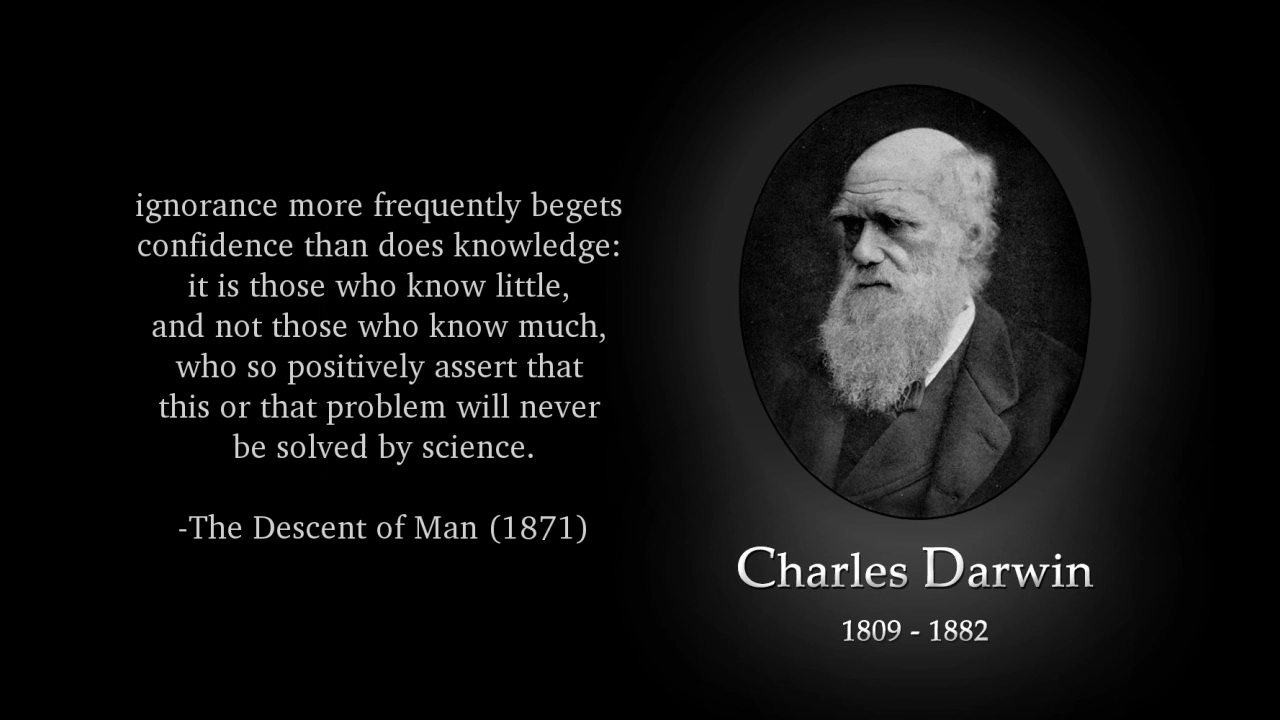 ignorance more frequently begets
confidence than does knowledge:
it is those who know little,
and not those who know much,
who so positively assert that
this or that problem will never
be solved by science.
-The Descent of Man (1871)
Charles Darwin
1809 - 1882